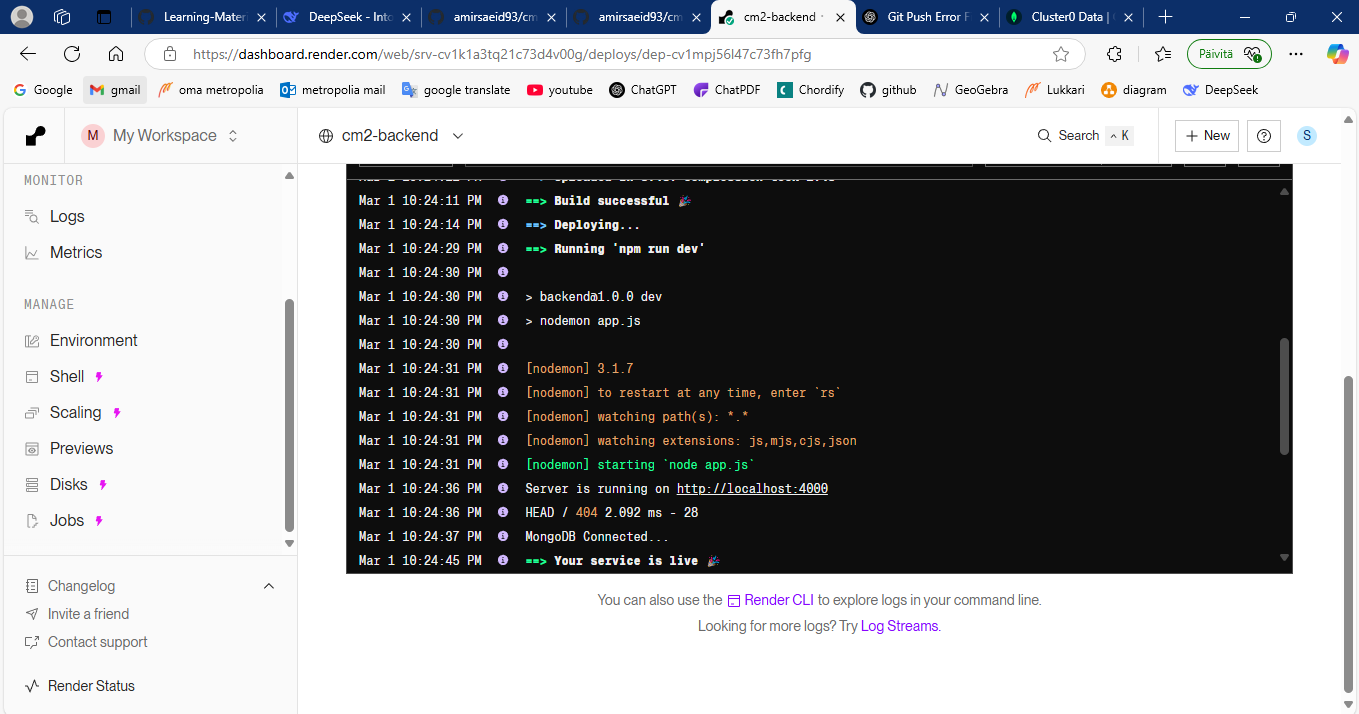 Learning-Mater
DeepSeek - Into
amirsaeid93/cm
amirsaeid93/cm
cm2-backend
Git Push Error F
Cluster0 Data |
https://dashboard.render.com/web/srv-cv1k1a3tq21c73d4v00g/deploys/dep-cv1mpj56l47c73fh7pfg
Päivitä
Google
gmail
oma metropolia
metropolia mail
google translate
youtube
ChatGPT
ChatPDF
Chordify
github
GeoGebra
Lukkari
diagram
DeepSeek
M My Workspace
cm2-backend
Search ^ K
+ New
S
MONITOR
Logs
Metrics
MANAGE
Environment
Shell
Scaling
Previews
Disks
Jobs
Changelog
Invite a friend
Contact support
Render Status
Mar 1 10:24:11 PM ==> Build successful 🎉
Mar 1 10:24:14 PM ==> Deploying...
Mar 1 10:24:29 PM ==> Running 'npm run dev'
Mar 1 10:24:30 PM
Mar 1 10:24:30 PM > backend@1.0.0 dev
Mar 1 10:24:30 PM > nodemon app.js
Mar 1 10:24:30 PM
Mar 1 10:24:31 PM [nodemon] 3.1.7
Mar 1 10:24:31 PM [nodemon] to restart at any time, enter `rs`
Mar 1 10:24:31 PM [nodemon] watching path(s): *.*
Mar 1 10:24:31 PM [nodemon] watching extensions: js,mjs,cjs,json
Mar 1 10:24:31 PM [nodemon] starting `node app.js`
Mar 1 10:24:36 PM Server is running on http://localhost:4000
Mar 1 10:24:36 PM HEAD / 404 2.092 ms - 28
Mar 1 10:24:37 PM MongoDB Connected...
Mar 1 10:24:45 PM ==> Your service is live 🎉
You can also use the Render CLI to explore logs in your command line.
Looking for more logs? Try Log Streams.